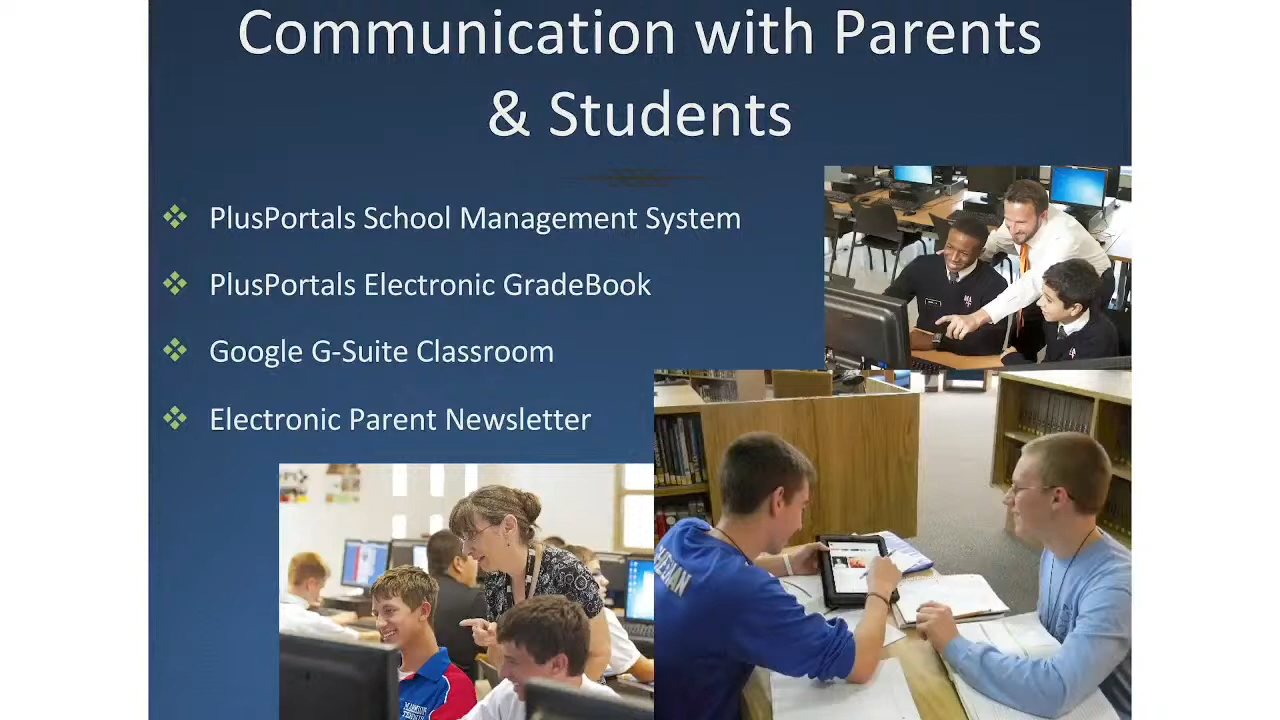 Communication with Parents
& Students
PlusPortals School Management System
PlusPortals Electronic GradeBook
Google G-Suite Classroom
Electronic Parent Newsletter